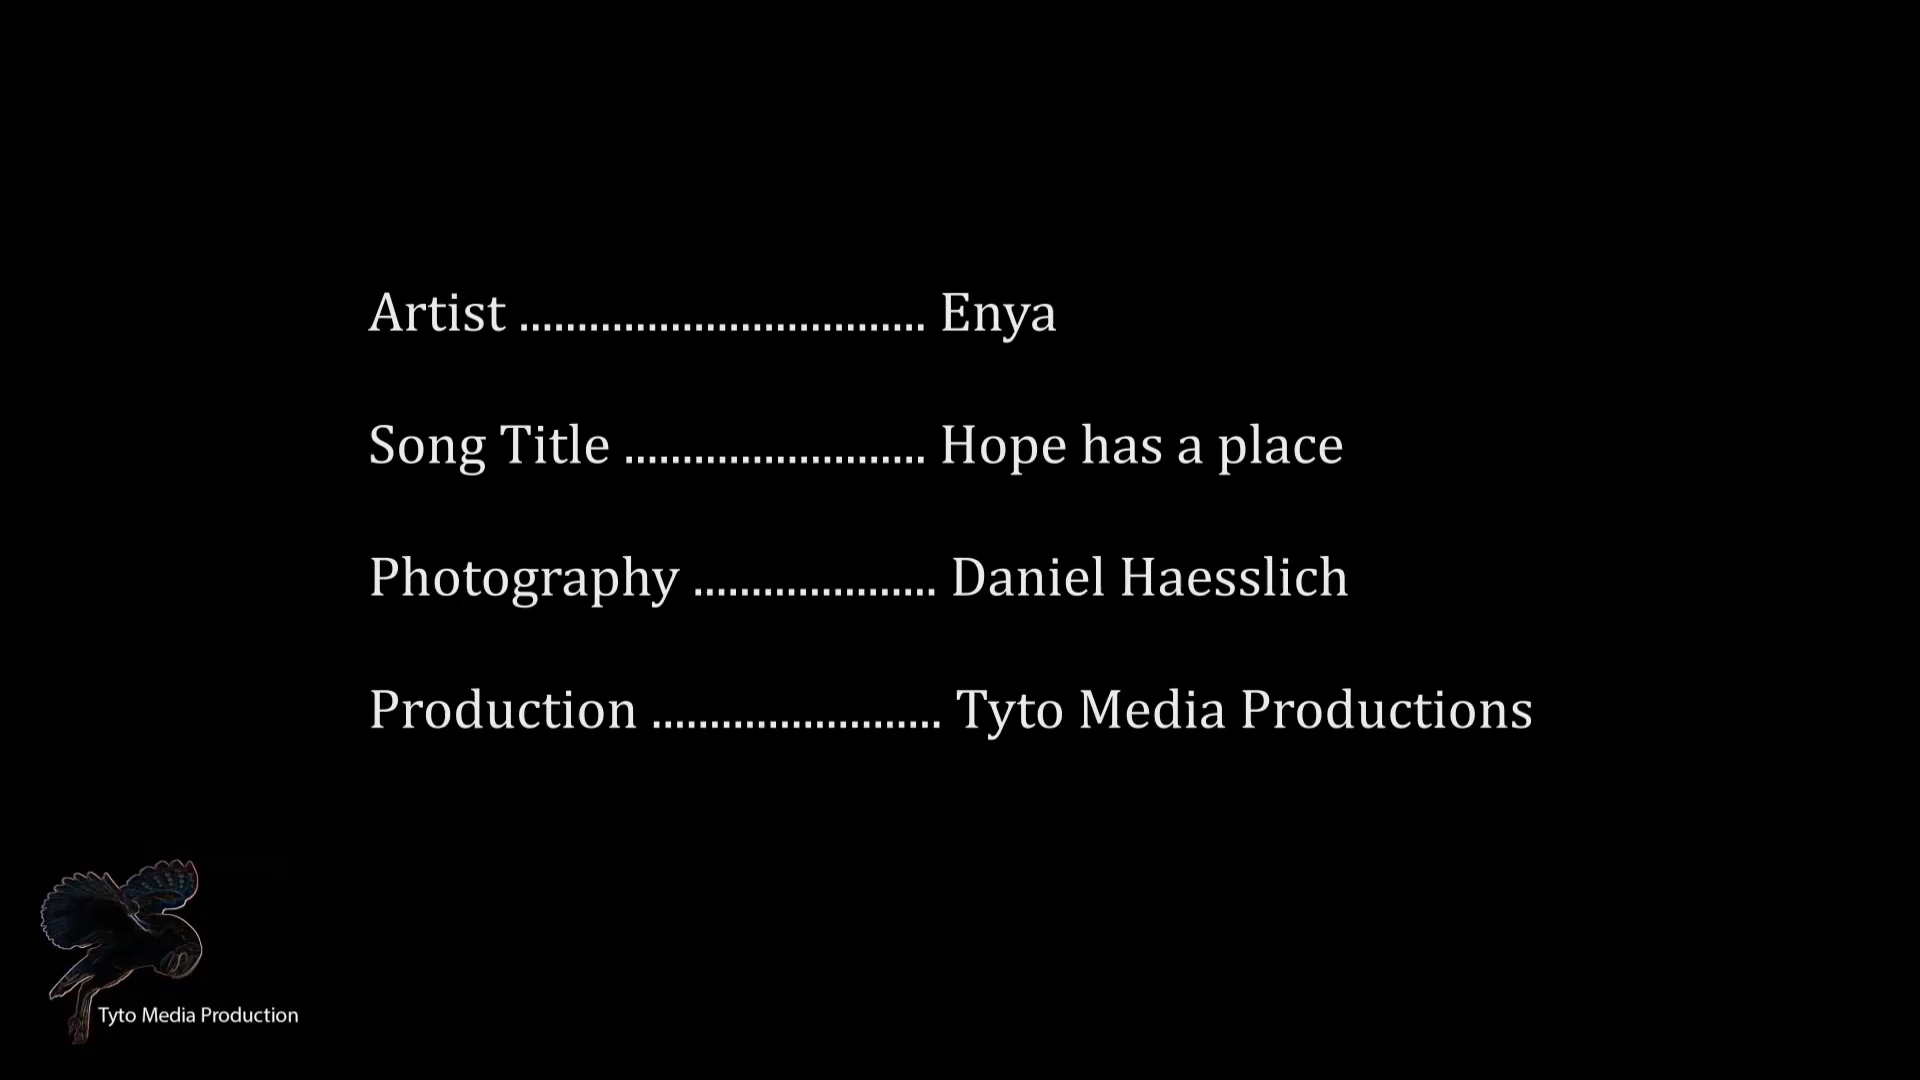 Artist ................................... Enya
Song Title .......................... Hope has a place
Photography ..................... Daniel Haesslich
Production ......................... Tyto Media Productions
Tyto Media Production